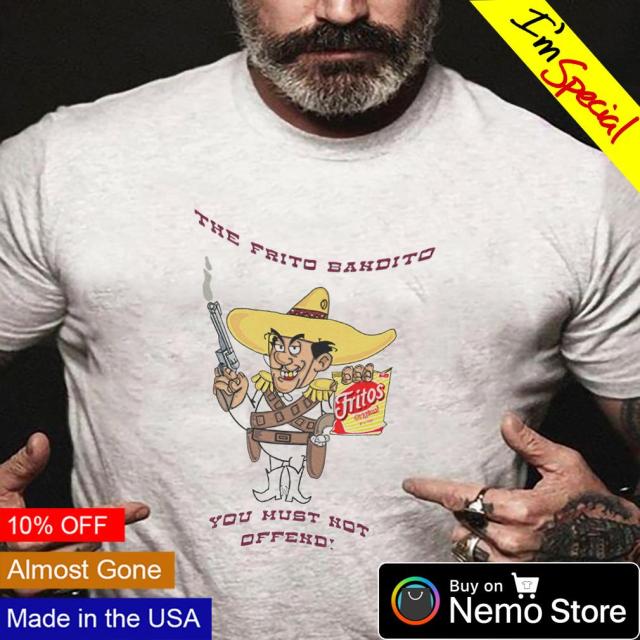 I'm Special
THE FRITO BANDITO
Fritos
original
YOU MUST NOT
OFFEND!
10% OFF
Almost Gone
Made in the USA
Buy on
Nemo Store